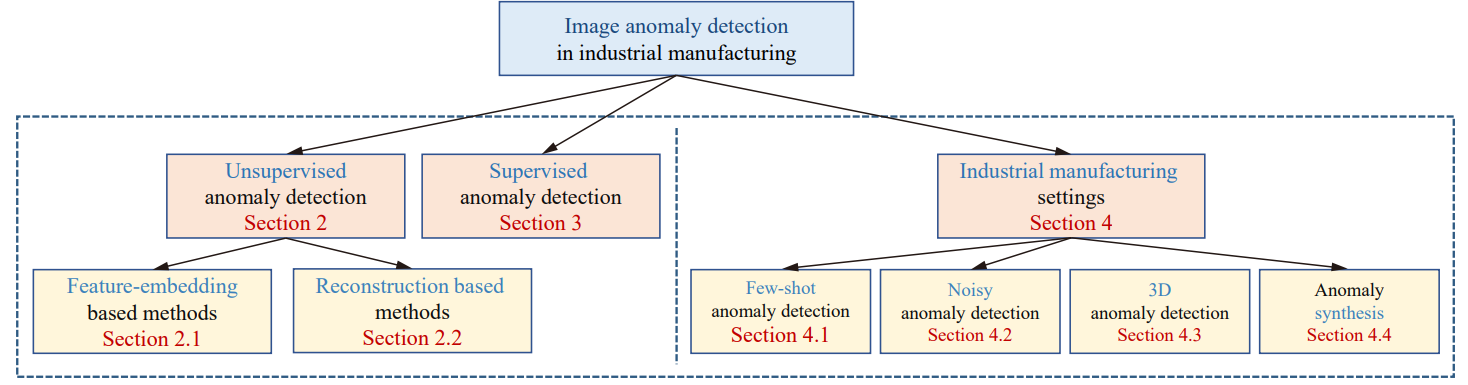 Image anomaly detection
in industrial manufacturing
Unsupervised
anomaly detection
Section 2
Supervised
anomaly detection
Section 3
Industrial manufacturing
settings
Section 4
Feature-embedding
based methods
Section 2.1
Reconstruction based
methods
Section 2.2
Few-shot
anomaly detection
Section 4.1
Noisy
anomaly detection
Section 4.2
3D
anomaly detection
Section 4.3
Anomaly
synthesis
Section 4.4